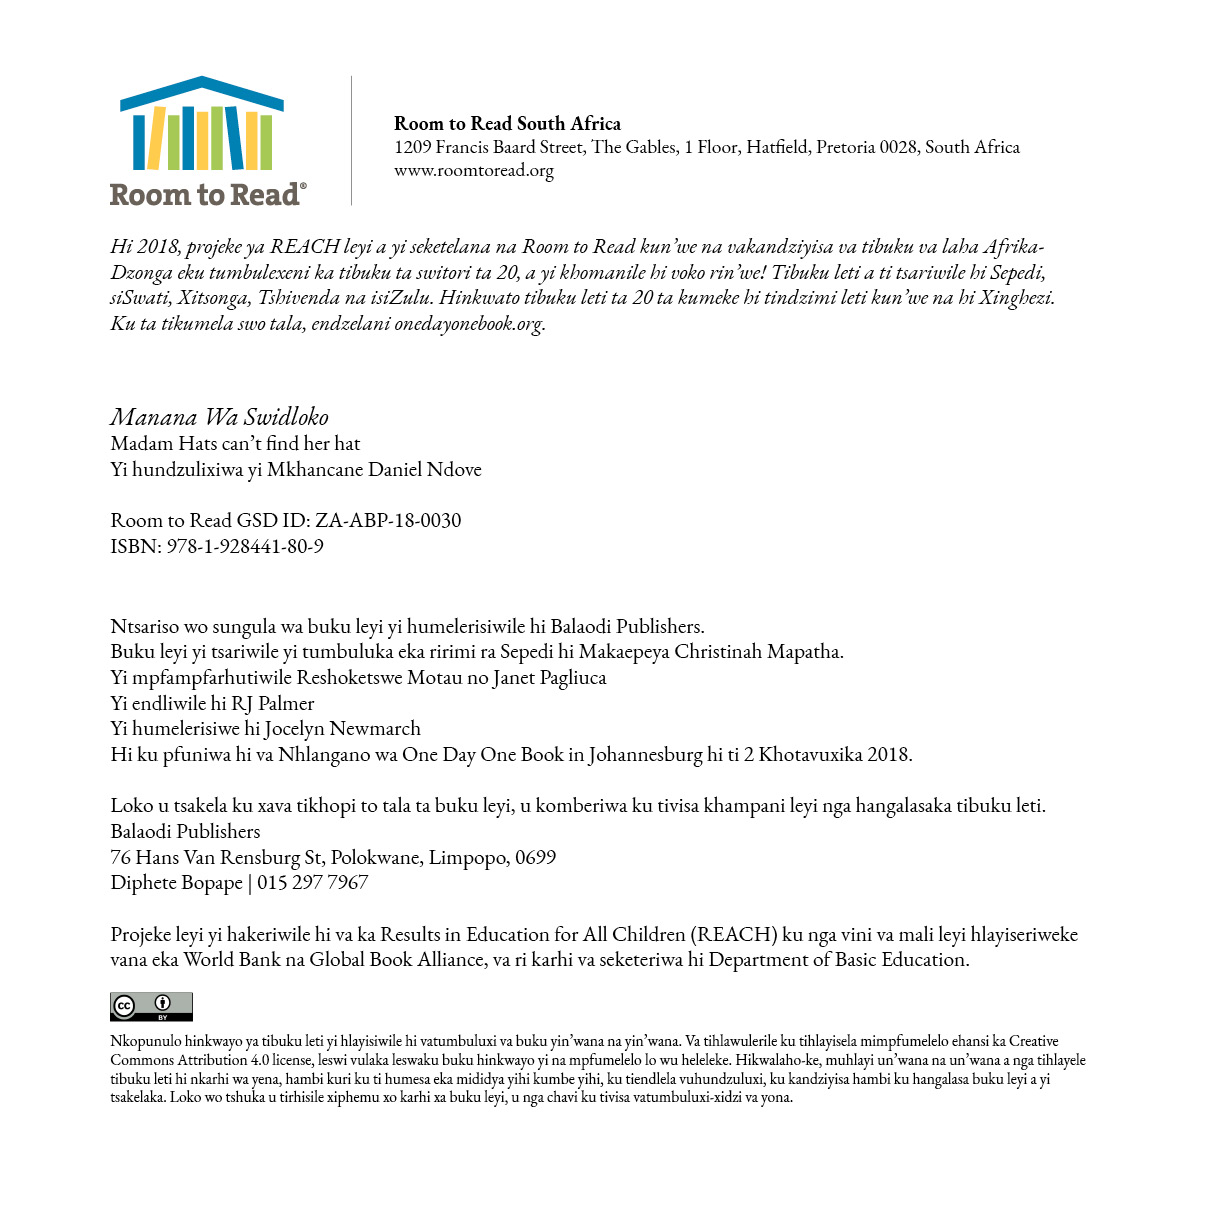 Room to Read®
Room to Read South Africa
1209 Francis Baard Street, The Gables, 1 Floor, Hatfield, Pretoria 0028, South Africa
www.roomtoread.org
Hi 2018, projeke ya REACH leyi a yi seketelana na Room to Read kun’we na vakandziyisa va tibuku va laha Afrika-
Dzonga eku tumbulexeni ka tibuku ta switori ta 20, a yi khomanile hi voko rin’we! Tibuku leti a ti tsariwile hi Sepedi,
siSwati, Xitsonga, Tshivenda na isiZulu. Hinkwato tibuku leti ta 20 ta kumeke hi tindzimi leti kun’we na hi Xinghezi.
Ku ta tikumela swo tala, endzelani onedayonebook.org.
Manana Wa Swidloko
Madam Hats can’t find her hat
Yi hundzulixiwa yi Mkhancane Daniel Ndove
Room to Read GSD ID: ZA-ABP-18-0030
ISBN: 978-1-928441-80-9
Ntsariso wo sungula wa buku leyi yi humelerisiwile hi Balaodi Publishers.
Buku leyi yi tsariwile yi tumbuluka eka ririmi ra Sepedi hi Makaepeya Christinah Mapatha.
Yi mpfampfarhutiwile Reshoketswe Motau no Janet Pagliuca
Yi endliwile hi RJ Palmer
Yi humelerisiwe hi Jocelyn Newmarch
Hi ku pfuniwa hi va Nhlangano wa One Day One Book in Johannesburg hi ti 2 Khotavuxika 2018.
Loko u tsakela ku xava tikhopi to tala ta buku leyi, u komberiwa ku tivisa khampani leyi nga hangalasaka tibuku leti.
Balaodi Publishers
76 Hans Van Rensburg St, Polokwane, Limpopo, 0699
Diphete Bopape | 015 297 7967
Projeke leyi yi hakeriwile hi va ka Results in Education for All Children (REACH) ku nga vini va mali leyi hlayiseriweke
vana eka World Bank na Global Book Alliance, va ri karhi va seketeriwa hi Department of Basic Education.
cc BY
Nkopunulo hinkwayo ya tibuku leti yi hlayisiwile hi vatumbuluxi va buku yin’wana na yin’wana. Va tihlawulerile ku tihlayisela mimpfumelelo ehansi ka Creative
Commons Attribution 4.0 license, leswi vulaka leswaku buku hinkwayo yi na mpfumelelo lo wu heleleke. Hikwalaho-ke, muhlayi un’wana na un’wana a nga tihlayele
tibuku leti hi nkarhi wa yena, hambi kuri ku ti humesa eka mididya yihi kumbe yihi, ku tiendlela vuhundzuluxi, ku kandziyisa hambi ku hangalasa buku leyi a yi
tsakelaka. Loko wo tshuka u tirhisile xiphemu xo karhi xa buku leyi, u nga chavi ku tivisa vatumbuluxi-xidzi va yona.